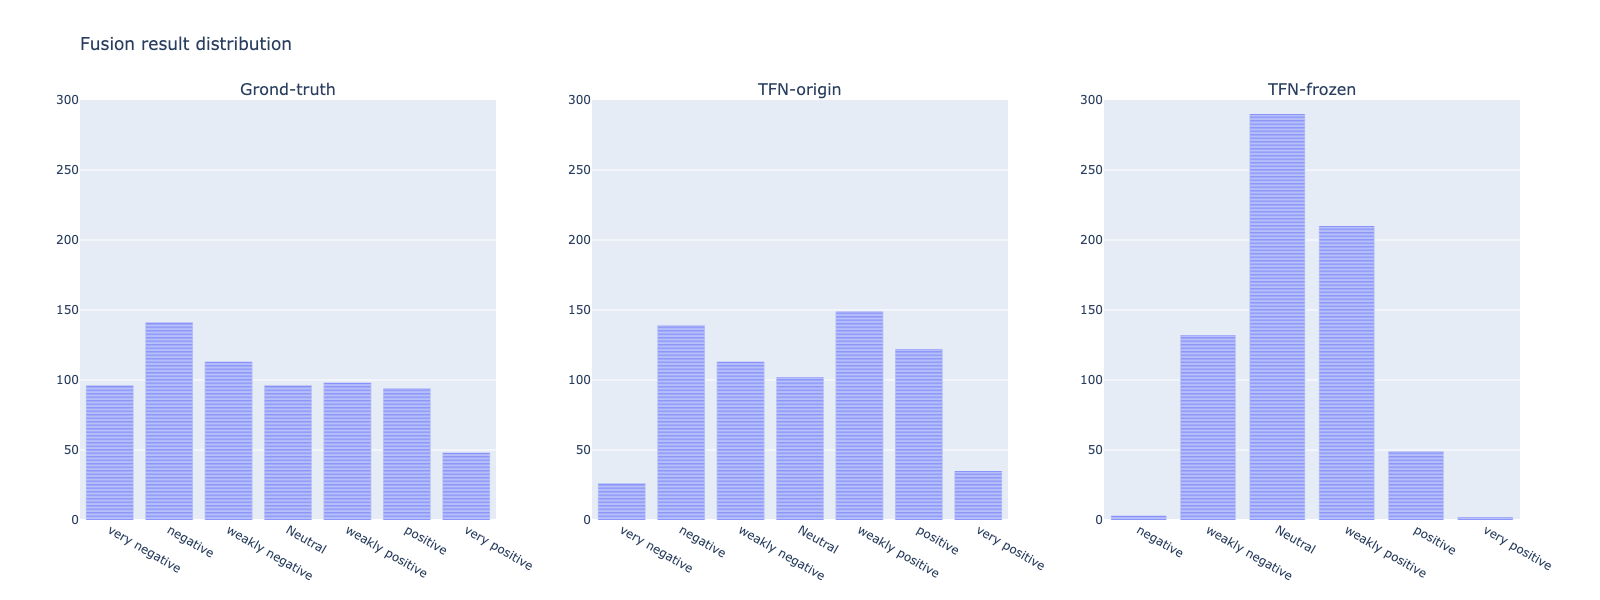 Fusion result distribution
Grond-truth
300
250
200
150
100
50
0
very negative
negative
weakly negative
Neutral
weakly positive
positive
very positive
TFN-origin
300
250
200
150
100
50
0
very negative
negative
weakly negative
Neutral
weakly positive
positive
very positive
TFN-frozen
300
250
200
150
100
50
0
negative
weakly negative
Neutral
weakly positive
positive
very positive